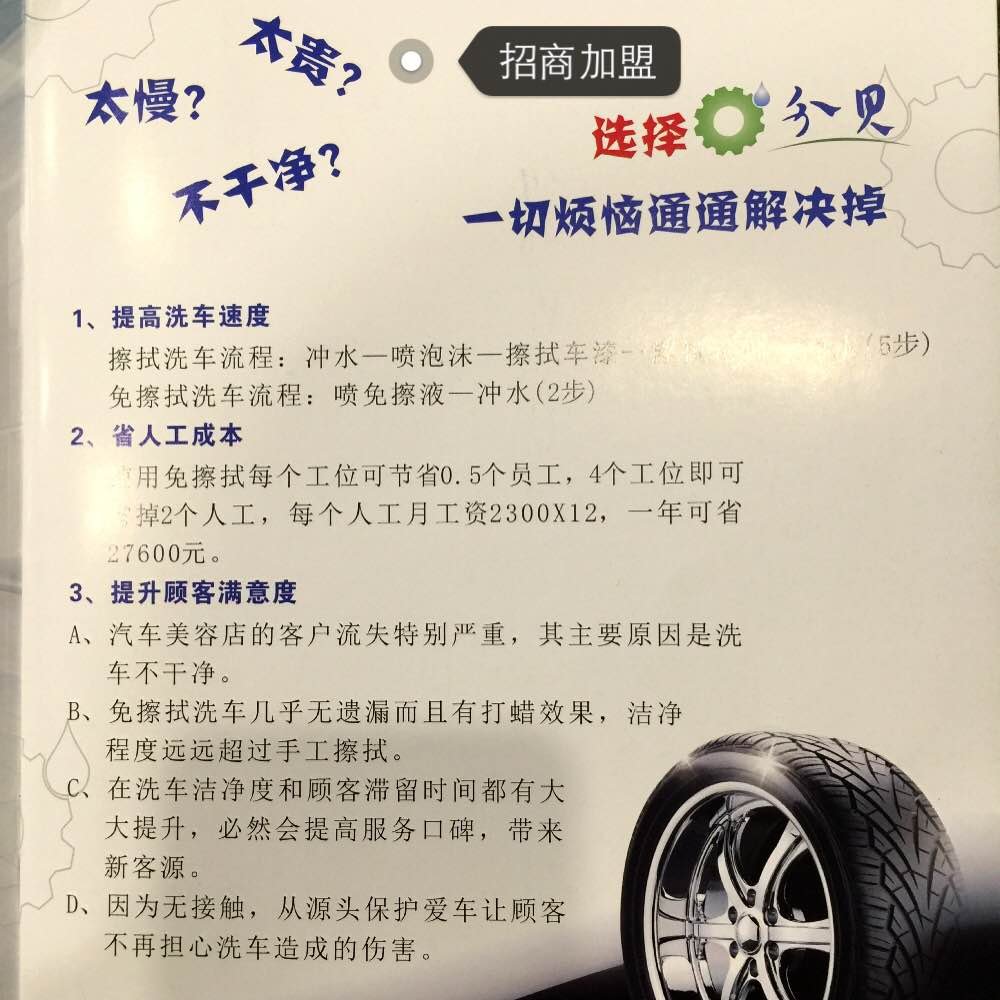 太贵?
招商加盟
太慢?
选择 分贝
不干净?
一切烦恼通通解决掉
1、提高洗车速度
擦拭洗车流程：冲水—喷泡沫—擦拭车漆 (5步)
免擦拭洗车流程：喷免擦液—冲水(2步)
2、省人工成本
用免擦拭每个工位可节省0.5个员工，4个工位即可
掉2个人工，每个人工月工资2300X12，一年可省
27600元。
3、提升顾客满意度
A、汽车美容店的客户流失特别严重，其主要原因是洗
车不干净。
B、免擦拭洗车几乎无遗漏而且有打蜡效果，洁净
程度远远超过手工擦拭。
C、在洗车洁净度和顾客滞留时间都有大
大提升，必然会提高服务口碑，带来
新客源。
D、因为无接触，从源头保护爱车让顾客
不再担心洗车造成的伤害。